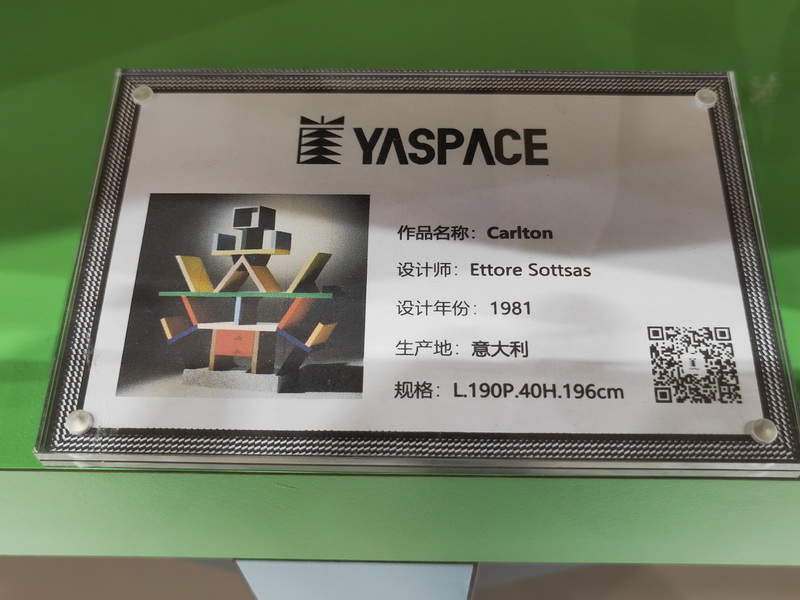 YASPACE
作品名称：Carlton
设计师：Ettore Sottsas
设计年份：1981
生产地：意大利
规格：L.190P.40H.196cm